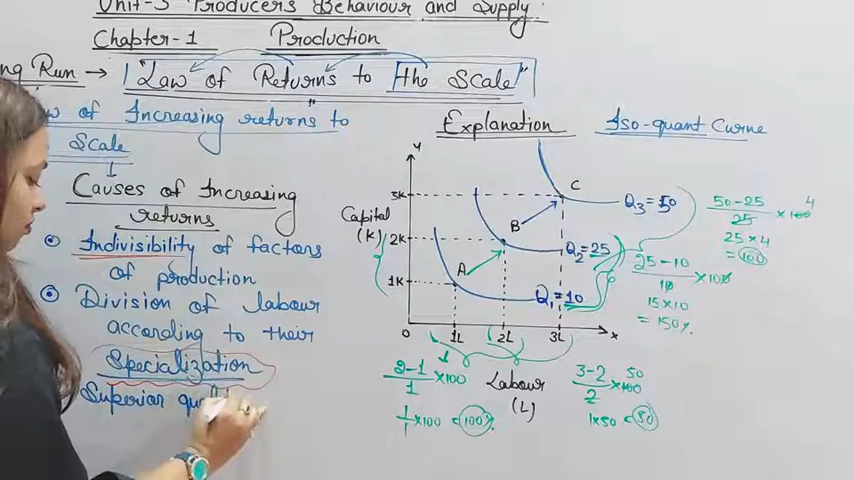 Unit-3 Producers Behaviour and Supply.
Chapter-1 Production
Run → "Law of Returns to the Scale"
of Increasing returns" to
Scale
Causes of Increasing
returns
Indivisibility of factors
of production
Division of labour
according to their
Specialization
Superior
Explanation Iso-quant Curve
Y
3K
Capital
(K)
2K
1K
O
1L 2L 3L X
Labour
(L)
A
B
C
Q3 = 50
Q2 = 25
Q1 = 10
50-25
25
×100 4
25×4
=100
25-10
10
×100
15×10
=150%.
2-1
1
×100
1
1
×100 =100%.
3-2
2
×100 50
1×50 =50